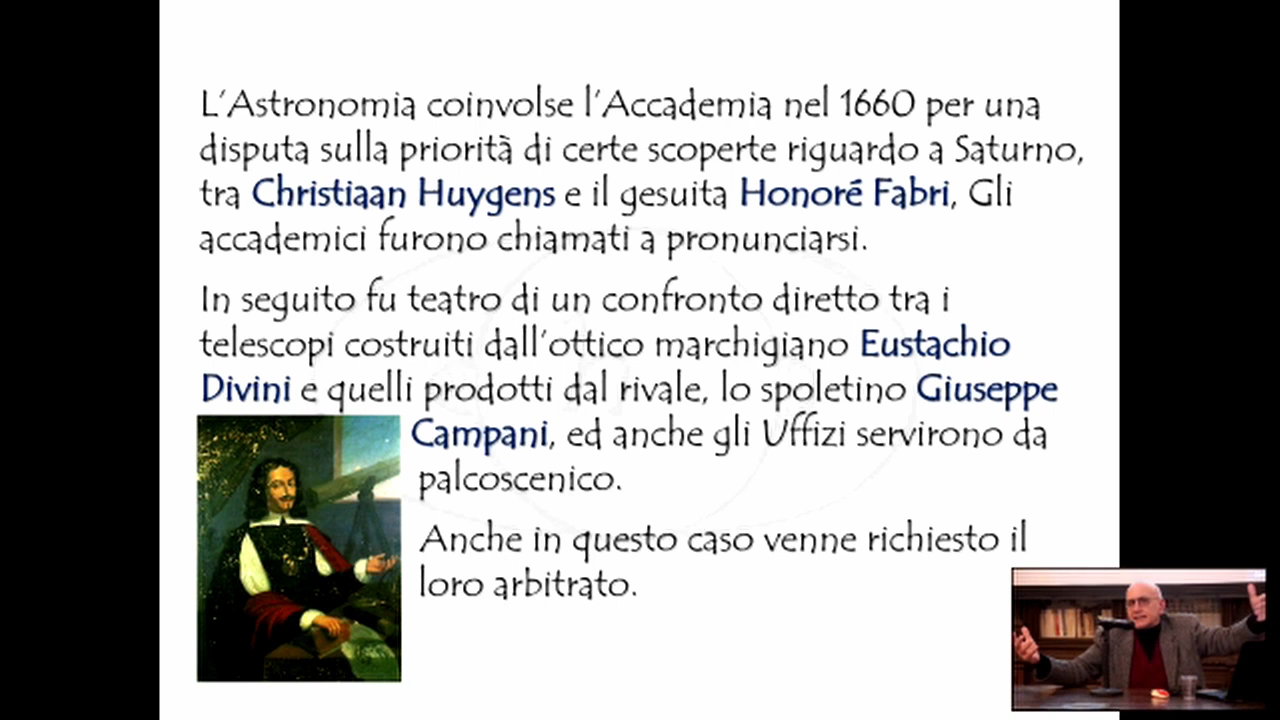 L'Astronomia coinvolse l'Accademia nel 1660 per una
disputa sulla priorità di certe scoperte riguardo a Saturno,
tra Christiaan Huygens e il gesuita Honoré Fabri, Gli
accademici furono chiamati a pronunciarsi.
In seguito fu teatro di un confronto diretto tra i
telescopi costruiti dall'ottico marchigiano Eustachio
Divini e quelli prodotti dal rivale, lo spoletino Giuseppe
Campani, ed anche gli Uffizi servirono da
palcoscenico.
Anche in questo caso venne richiesto il
loro arbitrato.